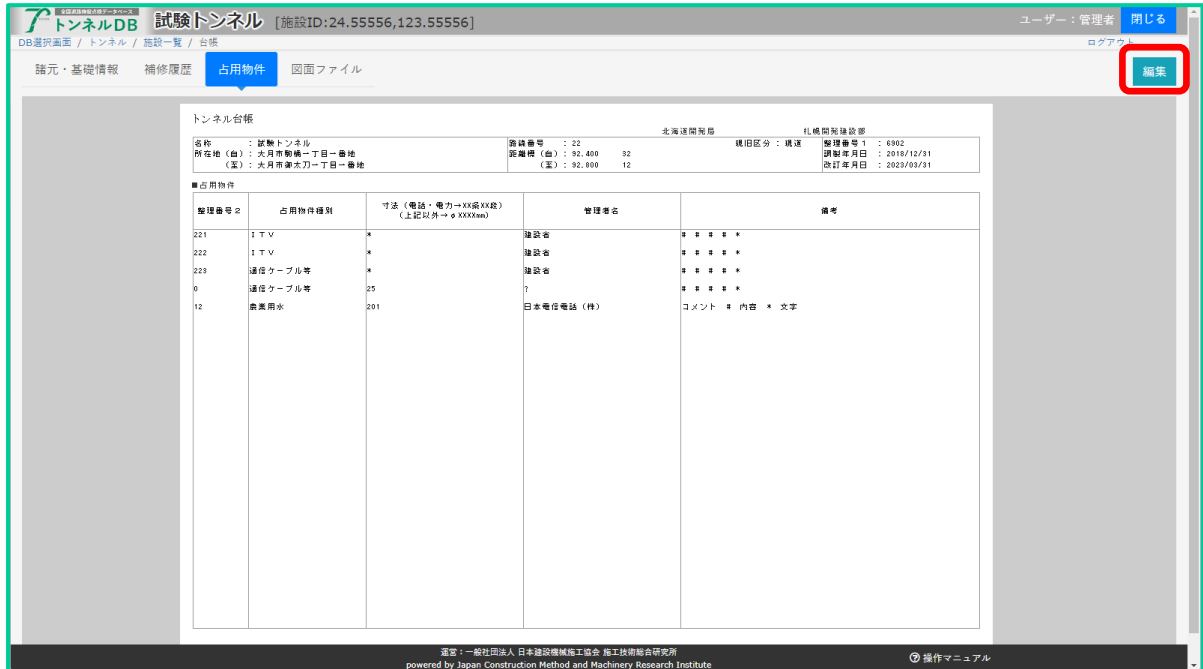 全国道路施設点検データベース
トンネルDB 試験トンネル [施設ID:24.55556,123.55556] ユーザー：管理者 閉じる
DB選択画面 / トンネル / 施設一覧 / 台帳 ログアウト
諸元・基礎情報 補修履歴 占用物件 図面ファイル 編集
トンネル台帳
北海道開発局 札幌開発建設部
名称 : 試験トンネル 路線番号 : 22 現旧区分 : 現道 整理番号1 : 6902
所在地（自）: 大月市駒橋一丁目一番地 距離標（自）: 92.400 32 調製年月日 : 2018/12/31
（至）: 大月市御太刀一丁目一番地 （至）: 92.800 12 改訂年月日 : 2023/03/31
■占用物件
整理番号2 占用物件種別 寸法（電話・電力→XX条XX段） 管理者名 備考
（上記以外→φXXXXmm）
221 ＩＴＶ * 建設省 # # # # *
222 ＩＴＶ * 建設省 # # # # *
223 通信ケーブル等 * 建設省 # # # # *
0 通信ケーブル等 25 ? # # # # *
12 農業用水 201 日本電信電話（株） コメント # 内容 * 文字
運営：一般社団法人 日本建設機械施工協会 施工技術総合研究所
powered by Japan Construction Method and Machinery Research Institute
?操作マニュアル